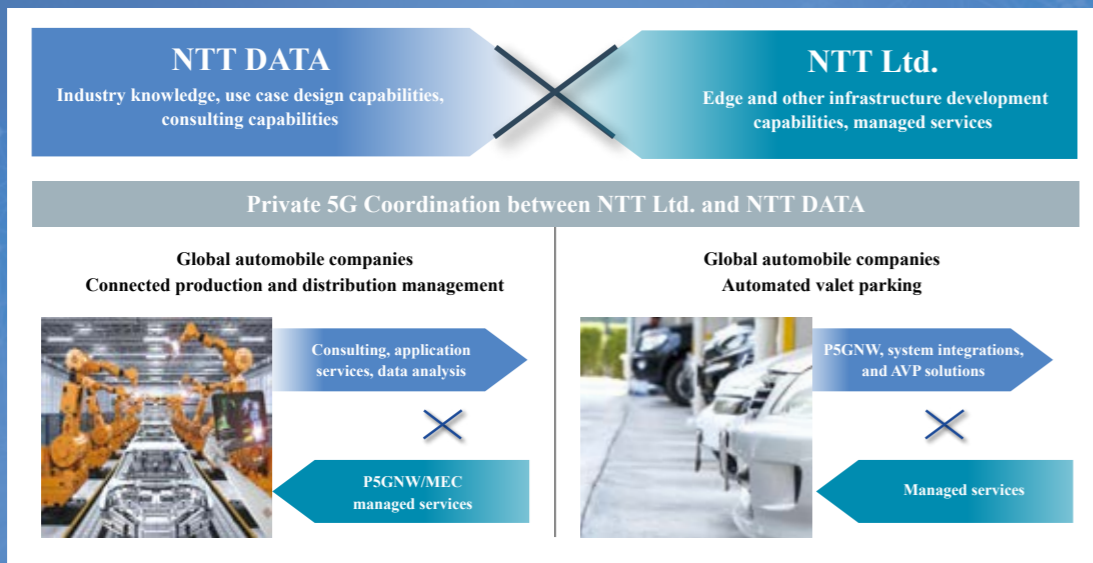 NTT DATA
Industry knowledge, use case design capabilities,
consulting capabilities
NTT Ltd.
Edge and other infrastructure development
capabilities, managed services
Private 5G Coordination between NTT Ltd. and NTT DATA
Global automobile companies
Connected production and distribution management
Consulting, application
services, data analysis
P5GNW/MEC
managed services
Global automobile companies
Automated valet parking
P5GNW, system integrations,
and AVP solutions
Managed services